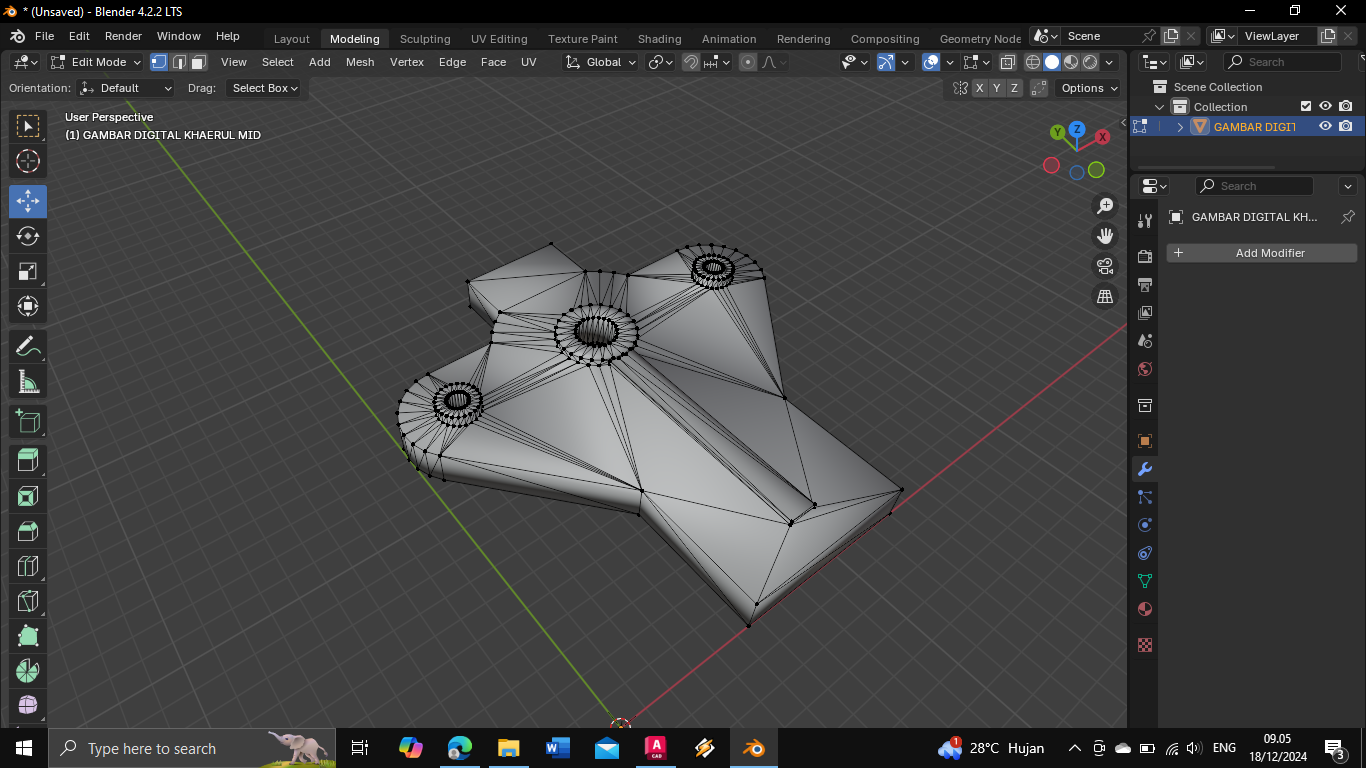 * (Unsaved) - Blender 4.2.2 LTS
File Edit Render Window Help Layout Modeling Sculpting UV Editing Texture Paint Shading Animation Rendering Compositing Geometry Node Scene ViewLayer
Edit Mode View Select Add Mesh Vertex Edge Face UV Global Search
Orientation: Default Drag: Select Box X Y Z Options
Scene Collection
Collection
GAMBAR DIGIT
User Perspective
(1) GAMBAR DIGITAL KHAERUL MID
Z
Y
X
Search
GAMBAR DIGITAL KH...
+ Add Modifier
Type here to search
W
A
CAD
1
28°C Hujan
ENG
09.05
18/12/2024
3